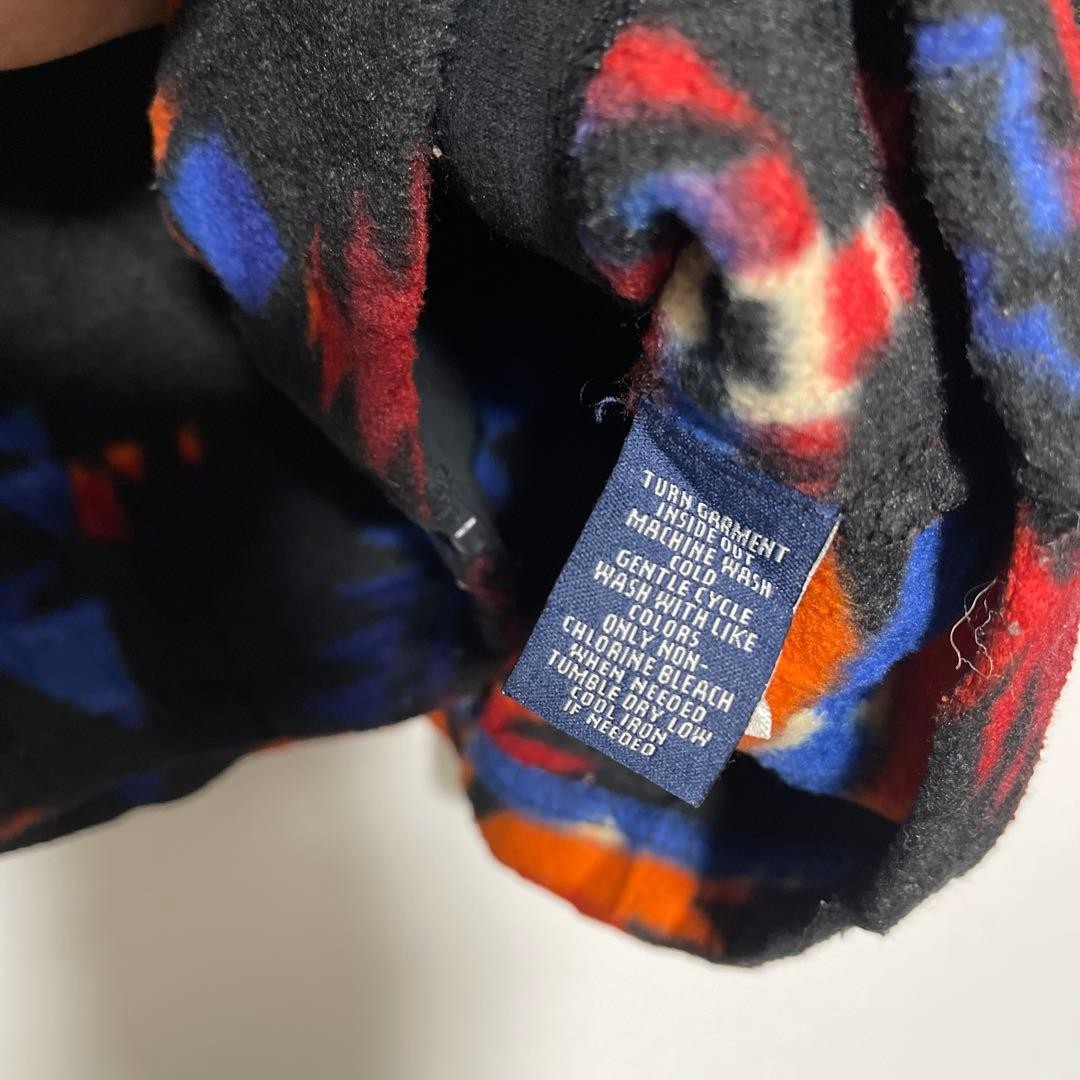 TURN GARMENT
INSIDE OUT
MACHINE WASH
COLD
GENTLE CYCLE
WASH WITH LIKE
COLORS
ONLY NON-
CHLORINE BLEACH
WHEN NEEDED
TUMBLE DRY LOW
COOL IRON
IF NEEDED